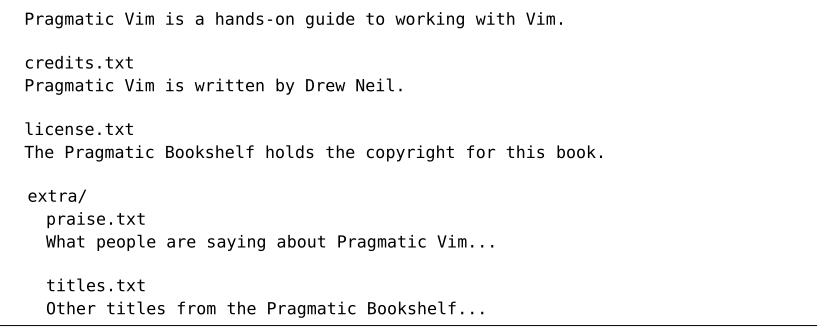 Pragmatic Vim is a hands-on guide to working with Vim.
credits.txt
Pragmatic Vim is written by Drew Neil.
license.txt
The Pragmatic Bookshelf holds the copyright for this book.
extra/
praise.txt
What people are saying about Pragmatic Vim...
titles.txt
Other titles from the Pragmatic Bookshelf...